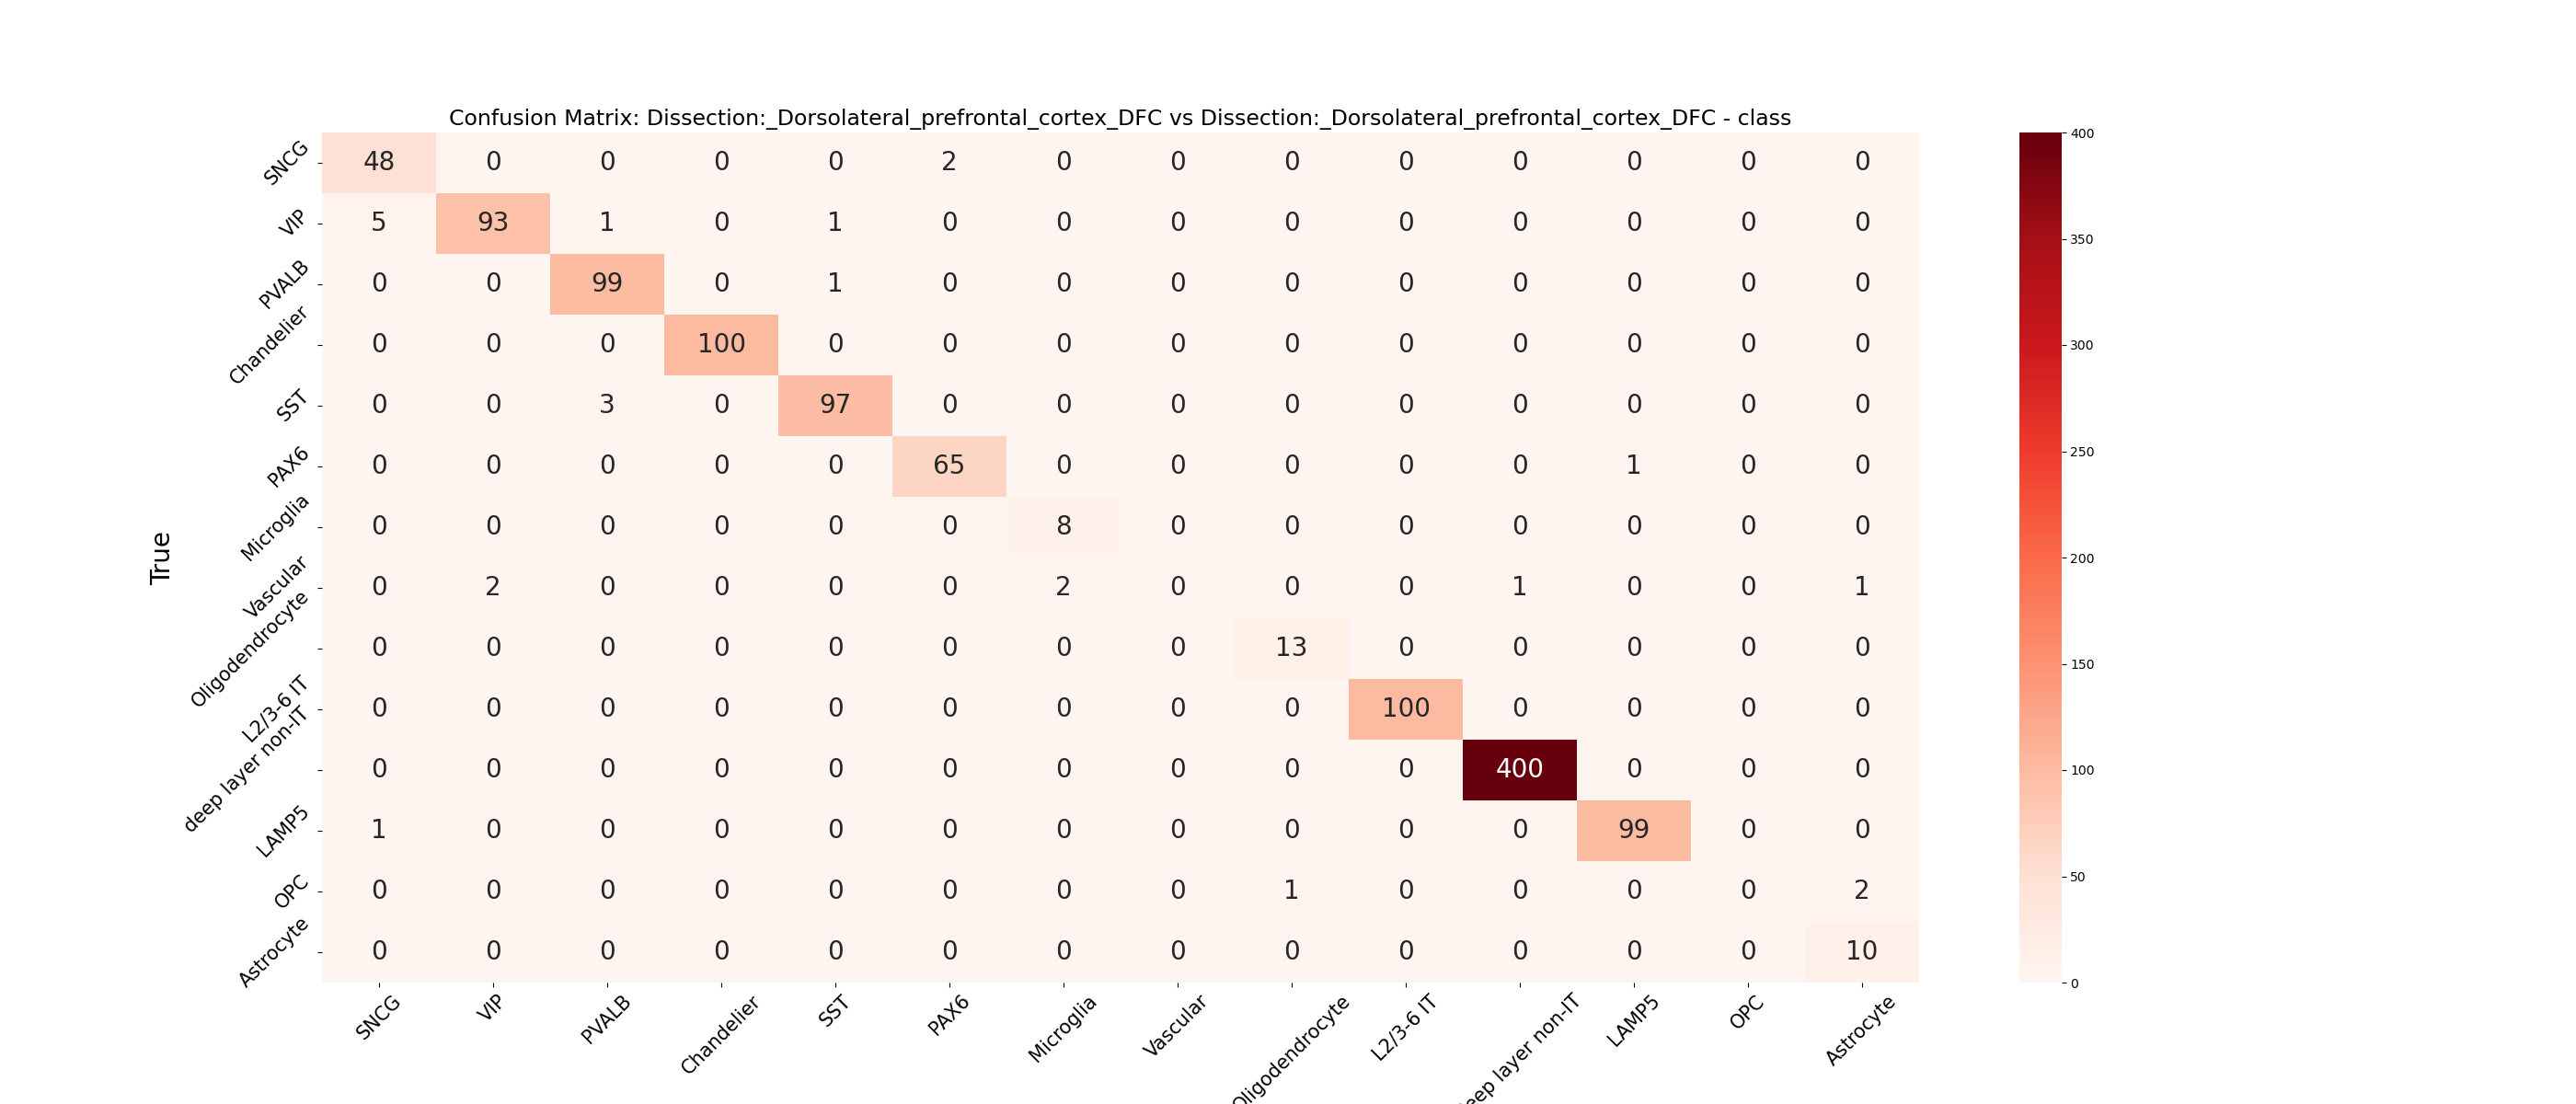 Confusion Matrix: Dissection:_Dorsolateral_prefrontal_cortex_DFC vs Dissection:_Dorsolateral_prefrontal_cortex_DFC - class
True
SNCG 48 0 0 0 0 2 0 0 0 0 0 0 0 0
VIP 5 93 1 0 1 0 0 0 0 0 0 0 0 0
PVALB 0 0 99 0 1 0 0 0 0 0 0 0 0 0
Chandelier 0 0 0 100 0 0 0 0 0 0 0 0 0 0
SST 0 0 3 0 97 0 0 0 0 0 0 0 0 0
PAX6 0 0 0 0 0 65 0 0 0 0 0 1 0 0
Microglia 0 0 0 0 0 0 8 0 0 0 0 0 0 0
Vascular 0 2 0 0 0 0 2 0 0 0 1 0 0 1
Oligodendrocyte 0 0 0 0 0 0 0 0 13 0 0 0 0 0
L2/3-6 IT 0 0 0 0 0 0 0 0 0 100 0 0 0 0
deep layer non-IT 0 0 0 0 0 0 0 0 0 0 400 0 0 0
LAMP5 1 0 0 0 0 0 0 0 0 0 0 99 0 0
OPC 0 0 0 0 0 0 0 0 1 0 0 0 0 2
Astrocyte 0 0 0 0 0 0 0 0 0 0 0 0 0 10
SNCG VIP PVALB Chandelier SST PAX6 Microglia Vascular Oligodendrocyte L2/3-6 IT eep layer non-IT LAMP5 OPC Astrocyte
400
350
300
250
200
150
100
50
0